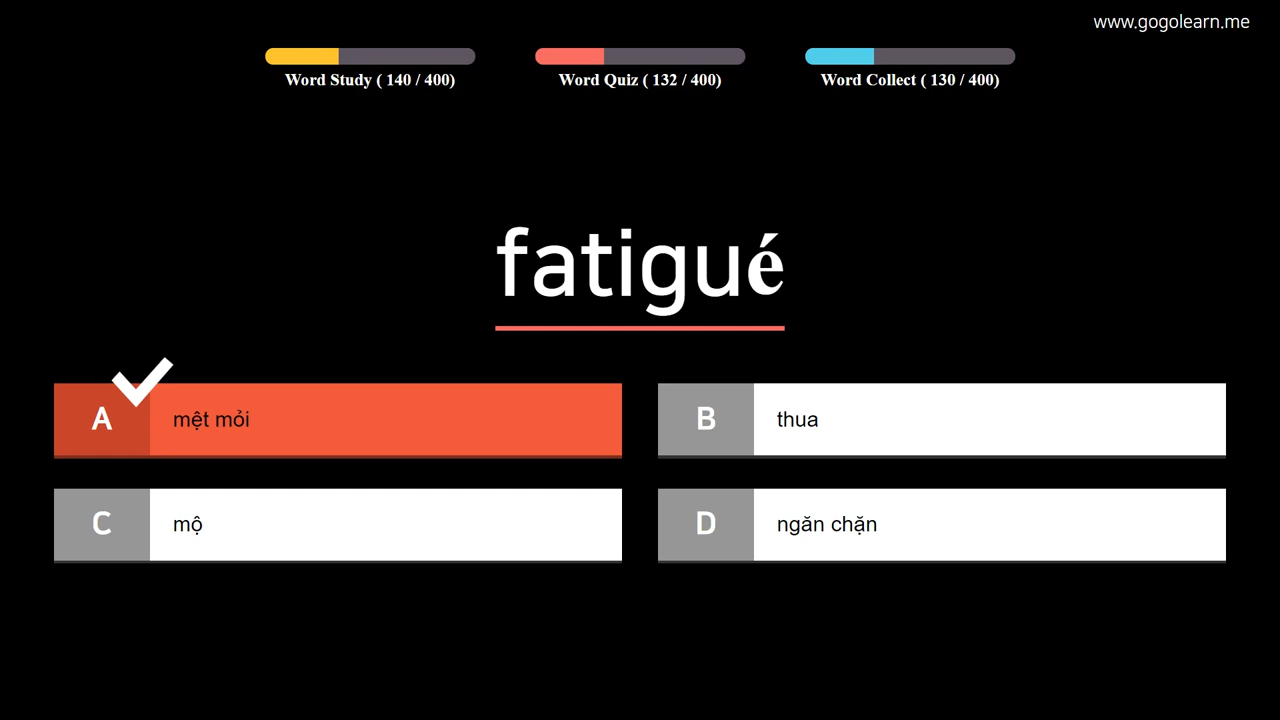 www.gogolearn.me
Word Study ( 140 / 400)
Word Quiz ( 132 / 400)
Word Collect ( 130 / 400)
fatigué
A mệt mỏi
B thua
C mộ
D ngăn chặn